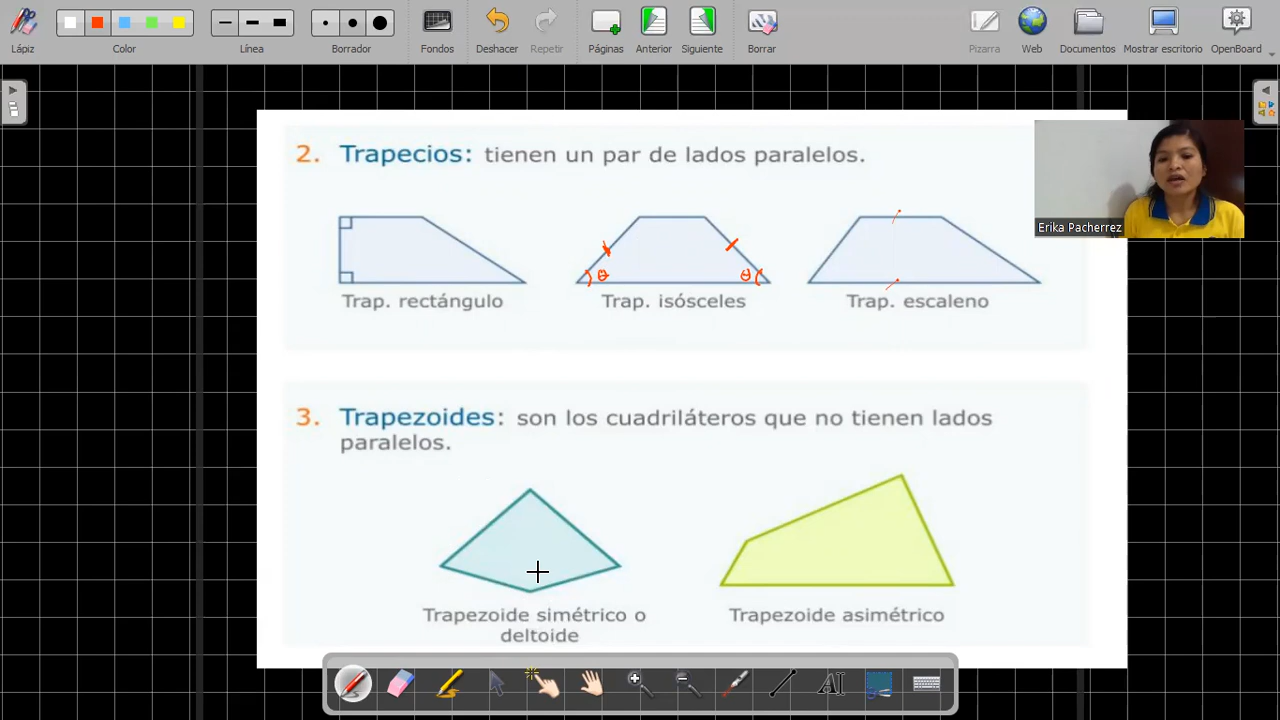 Lápiz
Color
Línea
Borrador
Fondos
Deshacer
Repetir
Páginas
Anterior
Siguiente
Borrar
Pizarra
Web
Documentos
Mostrar escritorio
OpenBoard
2. Trapecios: tienen un par de lados paralelos.
Erika Pacherrez
θ θ
Trap. rectángulo
Trap. isósceles
Trap. escaleno
3. Trapezoides: son los cuadriláteros que no tienen lados
paralelos.
Trapezoide simétrico o
deltoide
Trapezoide asimétrico
AI